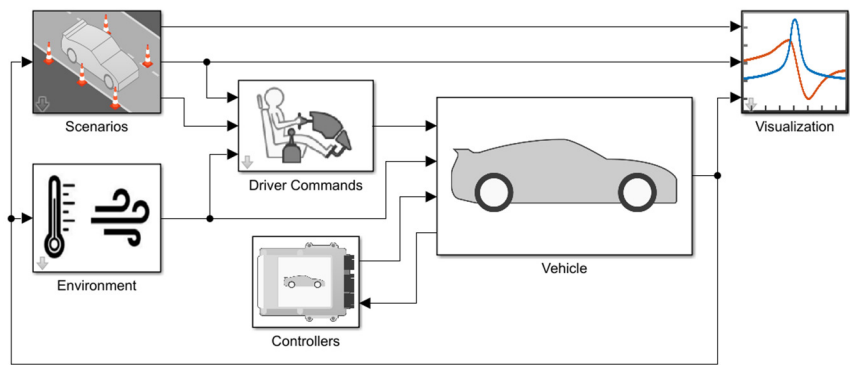 Scenarios
Visualization
Driver Commands
Environment
Vehicle
Controllers